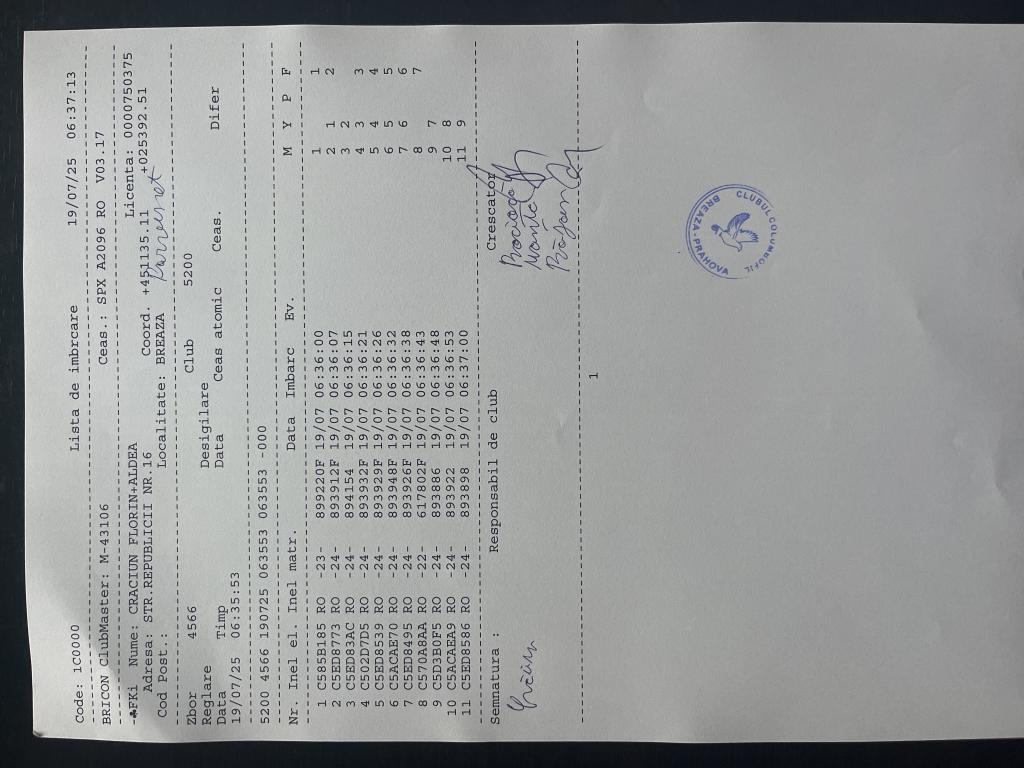 Code: 1C0000 Lista de imbrcare 19/07/25 06:37:13
BRICON ClubMaster: M-43106 Ceas.: SPX A2096 RO V03.17
FKi Nume: CRACIUN FLORIN+ALDEA Licenta: 0000750375
Adresa: STR.REPUBLICII NR.16 Coord. +451135.11 +025392.51
Cod Post.: Localitate: BREAZA
Zbor 4566 Club 5200
Reglare Desigilare
Data Timp Data Ceas atomic Ceas. Difer
19/07/25 06:35:53
5200 4566 190725 063553 063553 -000
Nr. Inel el. Inel matr. Data Imbarc Ev. M Y P F
1 C585B185 RO -23- 899220F 19/07 06:36:00 1 1
2 C5ED8773 RO -24- 893912F 19/07 06:36:07 2 1 2
3 C5ED83AC RO -24- 894154 19/07 06:36:15 3 2
4 C502D7D5 RO -24- 893932F 19/07 06:36:21 4 3 3
5 C5ED8539 RO -24- 893929F 19/07 06:36:26 5 4 4
6 C5ACAE70 RO -24- 893948F 19/07 06:36:32 6 5 5
7 C5ED8495 RO -24- 893926F 19/07 06:36:38 7 6 6
8 C570A8AA RO -22- 617802F 19/07 06:36:43 8 7
9 C5D3B0F5 RO -24- 893886 19/07 06:36:48 9 7
10 C5ACAEA9 RO -24- 893922 19/07 06:36:53 10 8
11 C5ED8586 RO -24- 893898 19/07 06:37:00 11 9
Semnatura : Responsabil de club Crescator
1
CLUBUL COLUMBOFIL
BREAZA-PRAHOVA